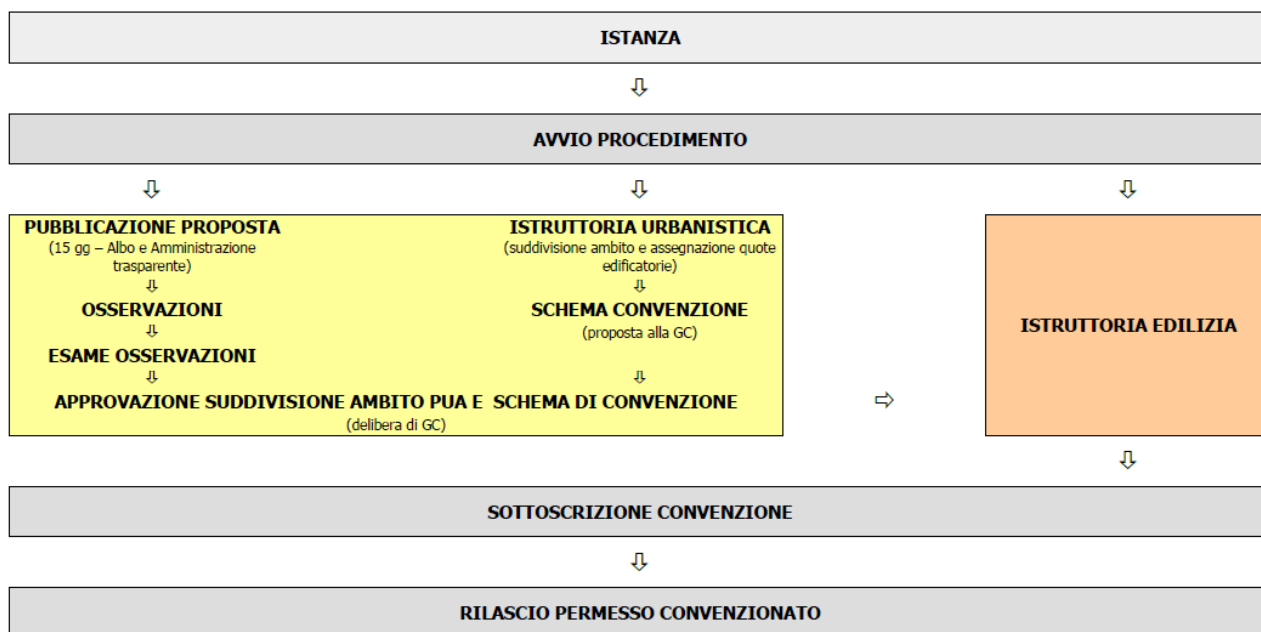 ISTANZA
⇩
AVVIO PROCEDIMENTO
⇩ ⇩ ⇩
PUBBLICAZIONE PROPOSTA
(15 gg – Albo e Amministrazione
trasparente)
⇩
OSSERVAZIONI
⇩
ESAME OSSERVAZIONI
⇩
ISTRUTTORIA URBANISTICA
(suddivisione ambito e assegnazione quote
edificatorie)
⇩
SCHEMA CONVENZIONE
(proposta alla GC)
⇩
APPROVAZIONE SUDDIVISIONE AMBITO PUA E SCHEMA DI CONVENZIONE
(delibera di GC)
⇨
ISTRUTTORIA EDILIZIA
⇩
SOTTOSCRIZIONE CONVENZIONE
⇩
RILASCIO PERMESSO CONVENZIONATO